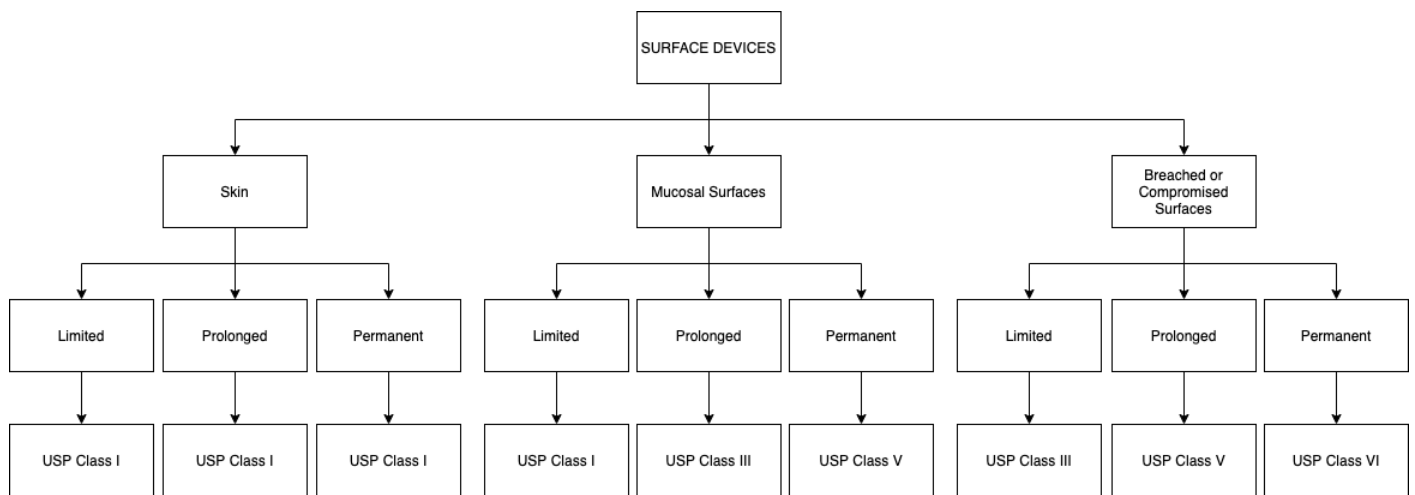 SURFACE DEVICES
Skin
Mucosal Surfaces
Breached or
Compromised
Surfaces
Limited
Prolonged
Permanent
Limited
Prolonged
Permanent
Limited
Prolonged
Permanent
USP Class I
USP Class I
USP Class I
USP Class I
USP Class III
USP Class V
USP Class III
USP Class V
USP Class VI